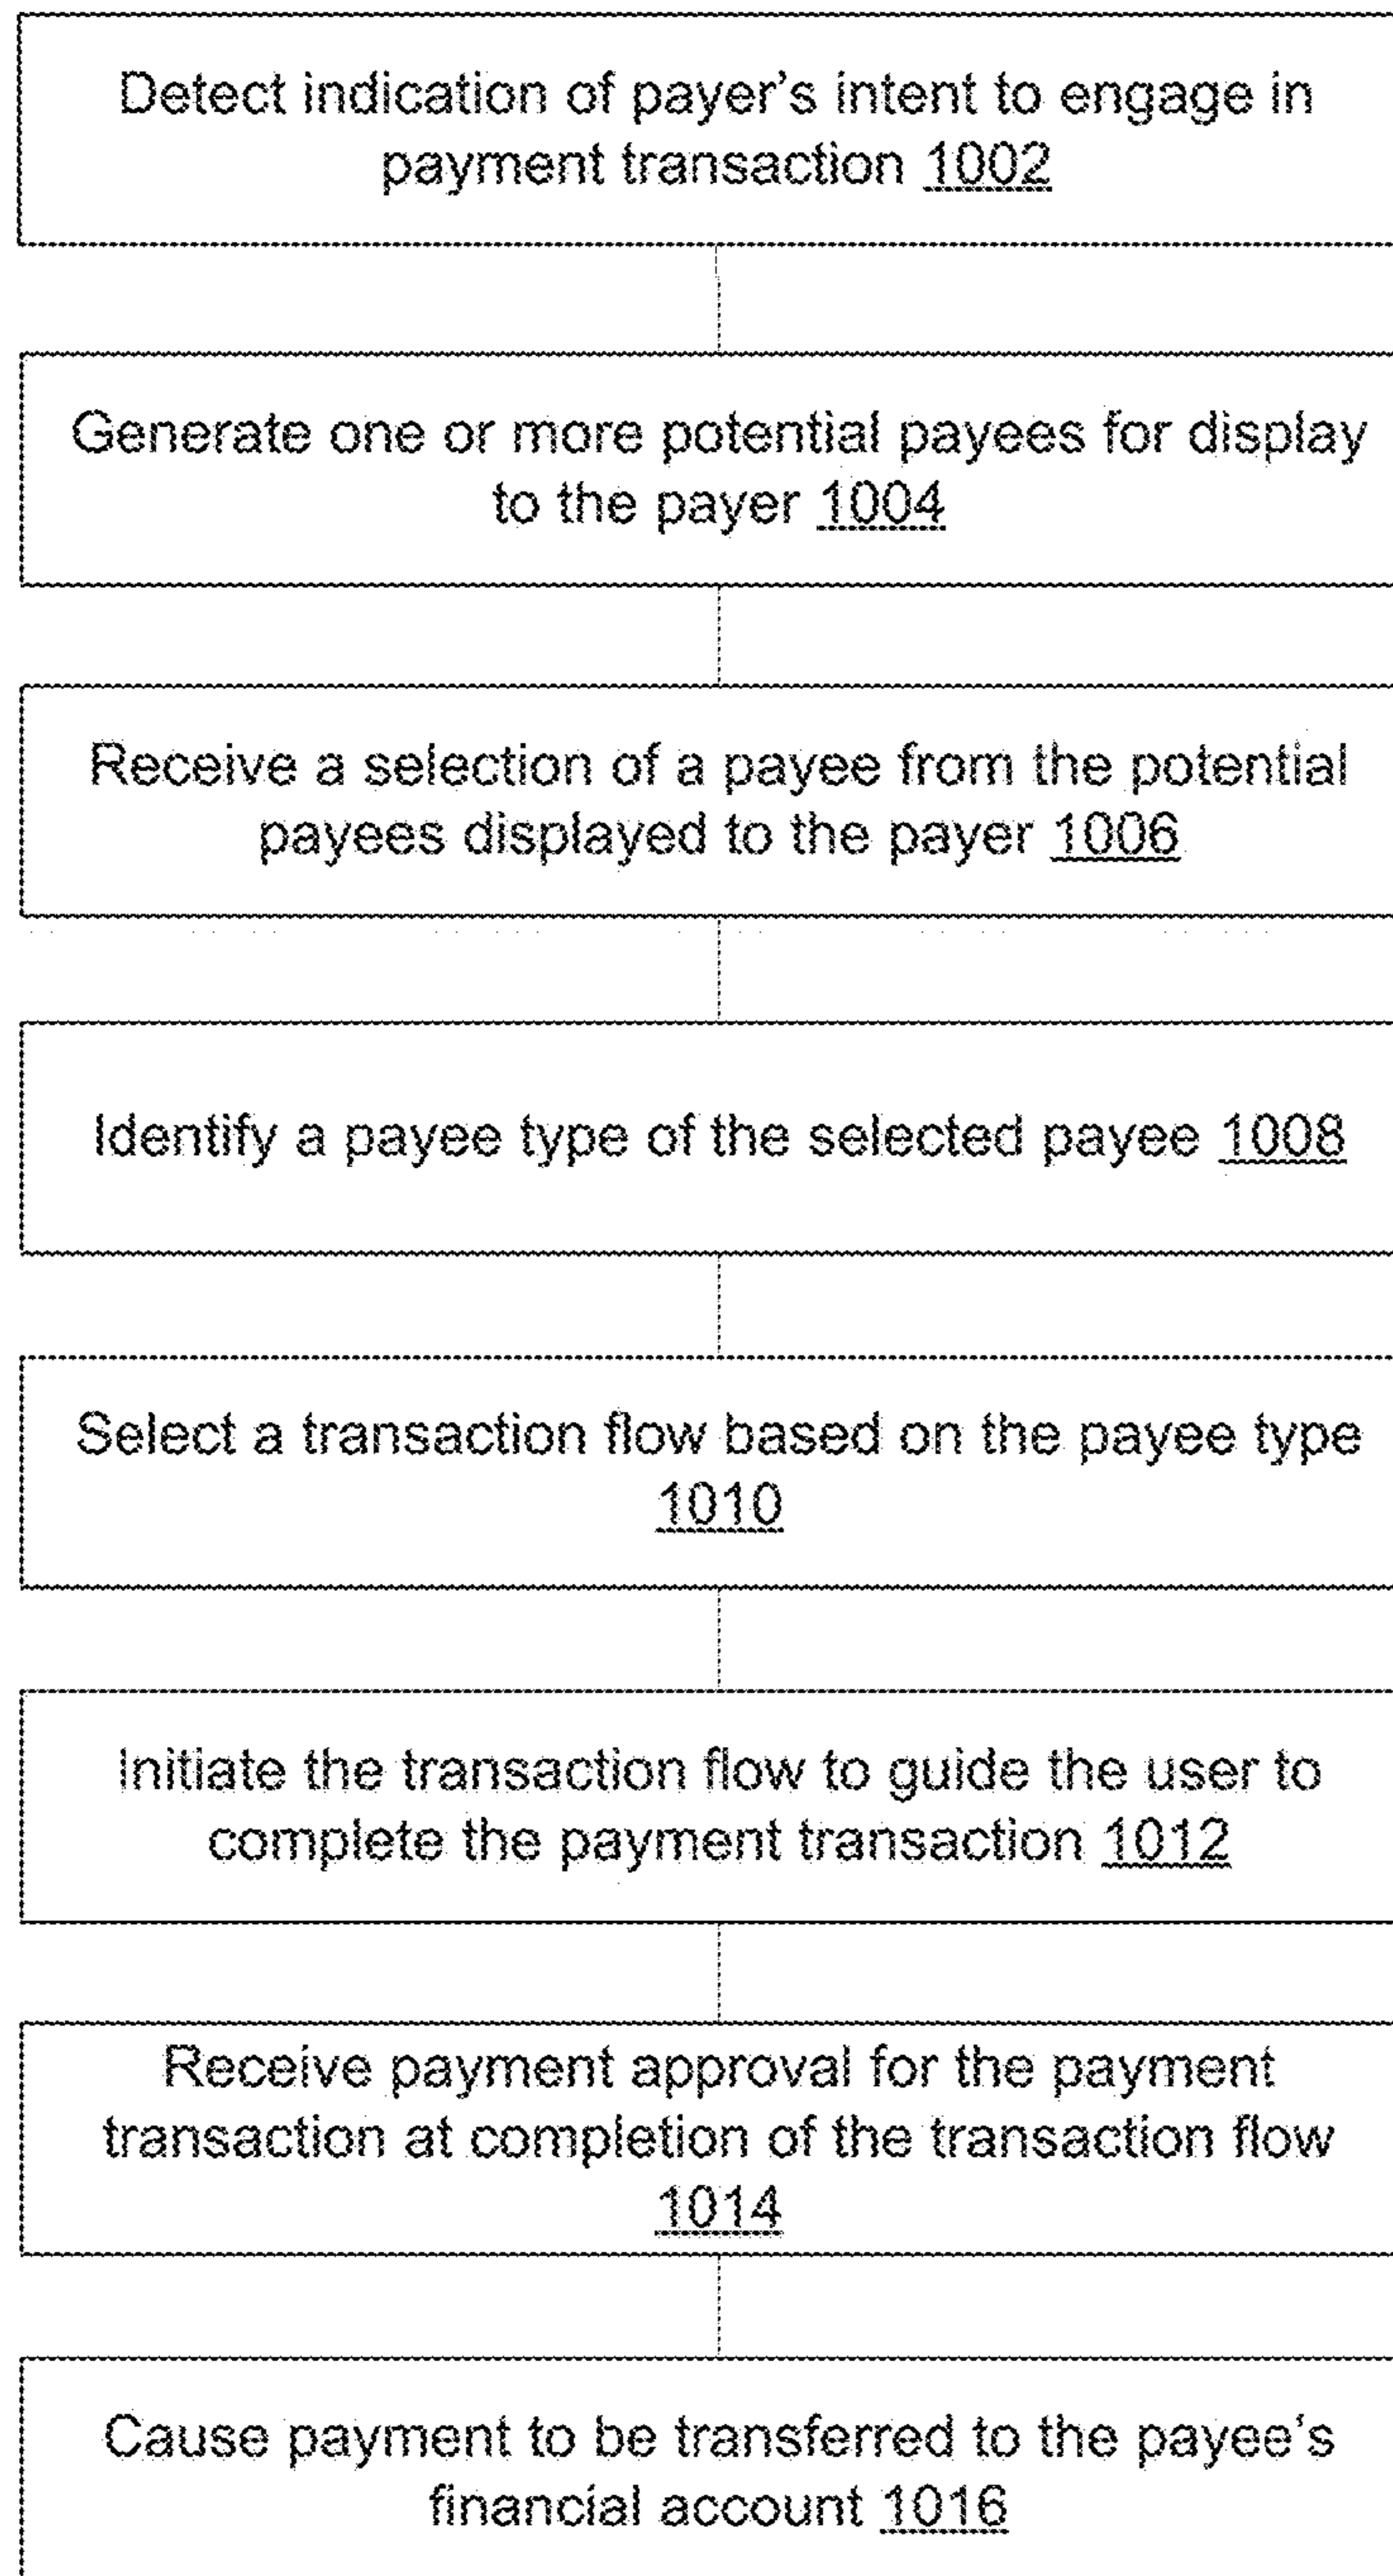 Detect indication of payer's intent to engage in
payment transaction 1002
Generate one or more potential payees for display
to the payer 1004
Receive a selection of a payee from the potential
payees displayed to the payer 1006
Identify a payee type of the selected payee 1008
Select a transaction flow based on the payee type
1010
Initiate the transaction flow to guide the user to
complete the payment transaction 1012
Receive payment approval for the payment
transaction at completion of the transaction flow
1014
Cause payment to be transferred to the payee's
financial account 1016